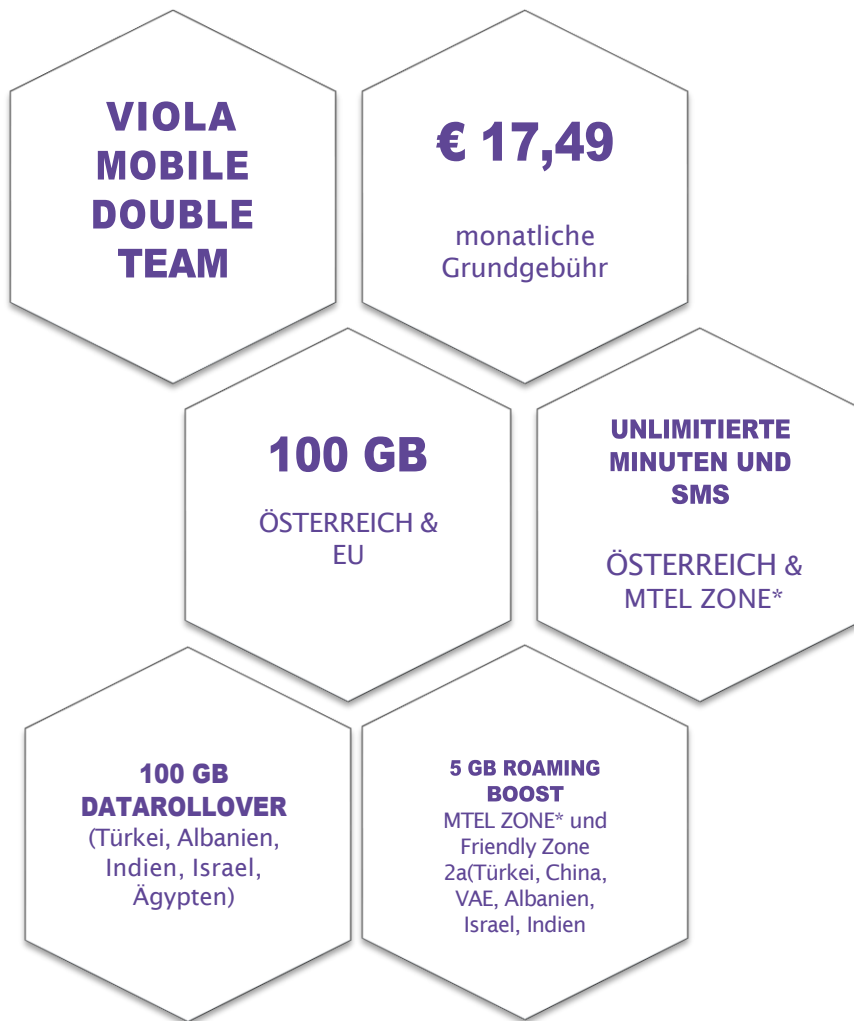 VIOLA
MOBILE
DOUBLE
TEAM
€ 17,49
monatliche
Grundgebühr
100 GB
ÖSTERREICH &
EU
UNLIMITIERTE
MINUTEN UND
SMS
ÖSTERREICH &
MTEL ZONE*
100 GB
DATAROLLOVER
(Türkei, Albanien,
Indien, Israel,
Ägypten)
5 GB ROAMING
BOOST
MTEL ZONE* und
Friendly Zone
2a(Türkei, China,
VAE, Albanien,
Israel, Indien